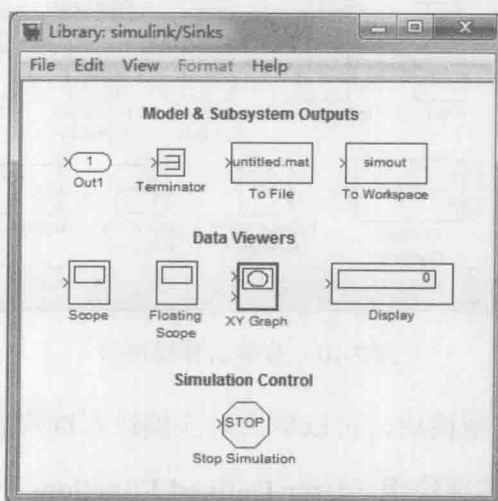 Library: simulink/Sinks
File Edit View Format Help
Model & Subsystem Outputs
1
Out1
Terminator
untitled.mat
To File
simout
To Workspace
Data Viewers
Scope
Floating
Scope
XY Graph
0
Display
Simulation Control
STOP
Stop Simulation